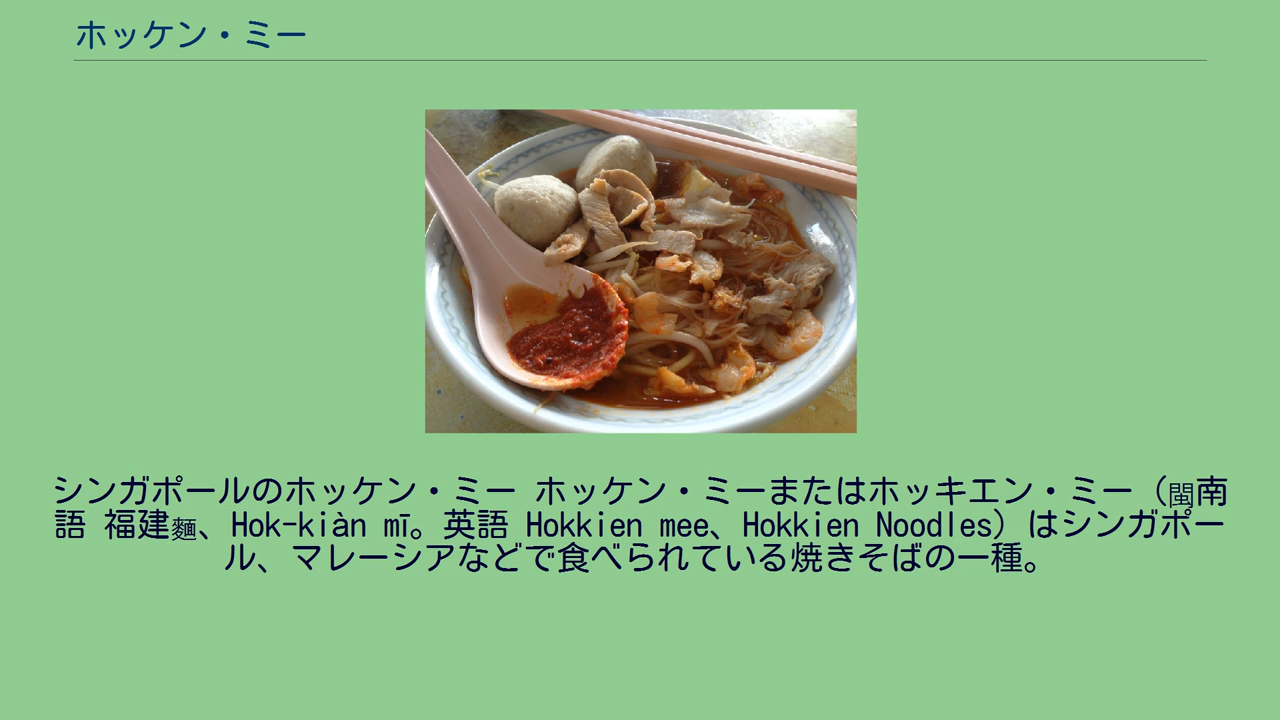 ホッケン・ミー
シンガポールのホッケン・ミー ホッケン・ミーまたはホッキエン・ミー（閩南
語 福建麵、Hok-kiàn mī。英語 Hokkien mee、Hokkien Noodles）はシンガポー
ル、マレーシアなどで食べられている焼きそばの一種。